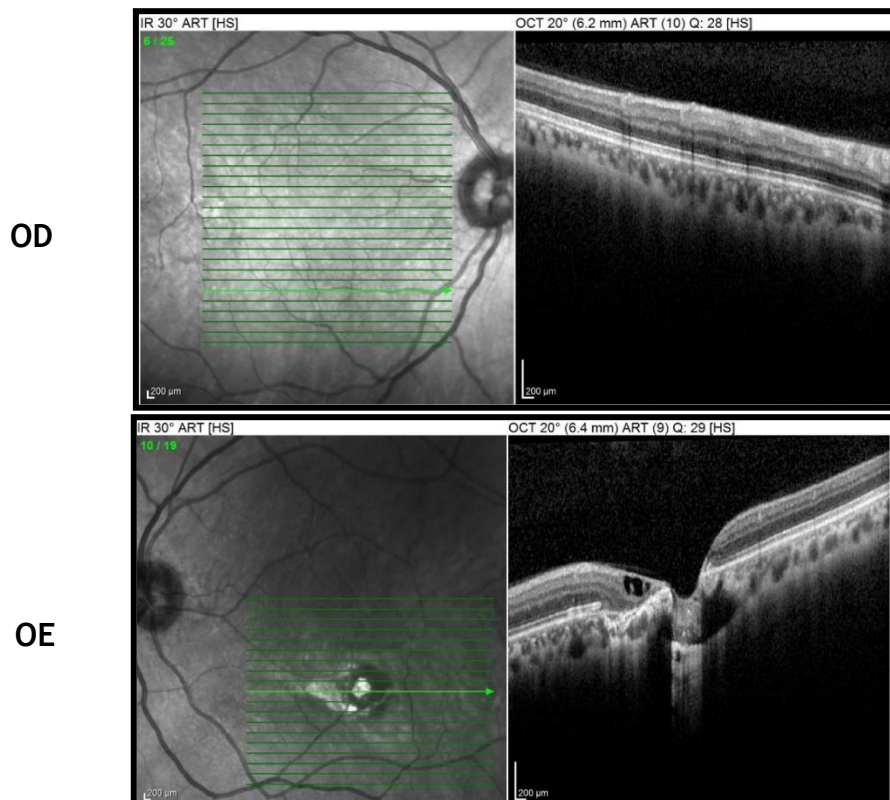 IR 30° ART [HS]
OCT 20° (6.2 mm) ART (10) Q: 28 [HS]
6 / 25
OD
200 µm
200 µm
IR 30° ART [HS]
OCT 20° (6.4 mm) ART (9) Q: 29 [HS]
10 / 19
OE
200 µm
200 µm